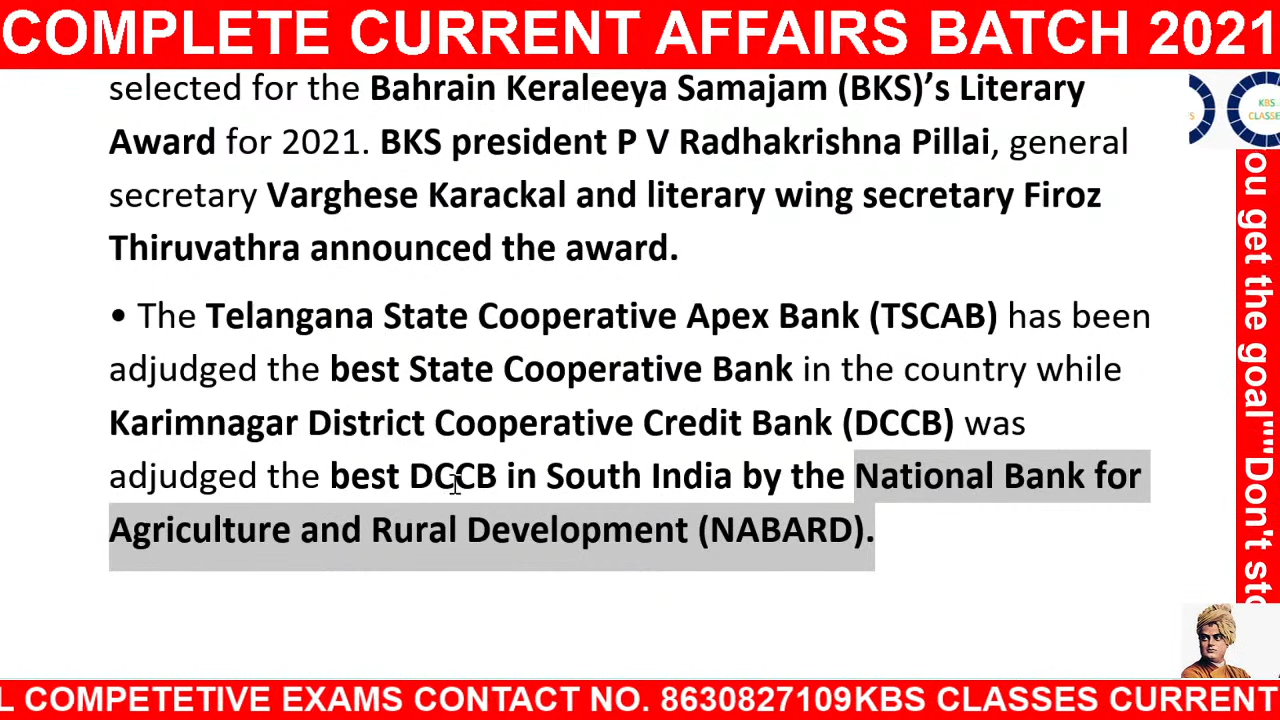 COMPLETE CURRENT AFFAIRS BATCH 2021
selected for the Bahrain Keraleeya Samajam (BKS)’s Literary
Award for 2021. BKS president P V Radhakrishna Pillai, general
secretary Varghese Karackal and literary wing secretary Firoz
Thiruvathra announced the award.
• The Telangana State Cooperative Apex Bank (TSCAB) has been
adjudged the best State Cooperative Bank in the country while
Karimnagar District Cooperative Credit Bank (DCCB) was
adjudged the best DCCB in South India by the National Bank for
Agriculture and Rural Development (NABARD).
KBS
CLASSE
ou get the goal""Don't sto
L COMPETETIVE EXAMS CONTACT NO. 8630827109KBS CLASSES CURRENT